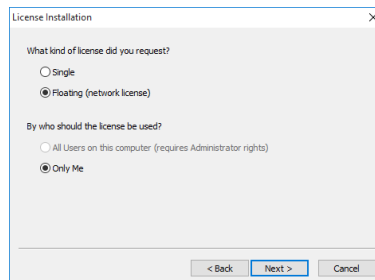 License Installation
What kind of license did you request?
Single
Floating (network license)
By who should the license be used?
All Users on this computer (requires Administrator rights)
Only Me
< Back
Next >
Cancel